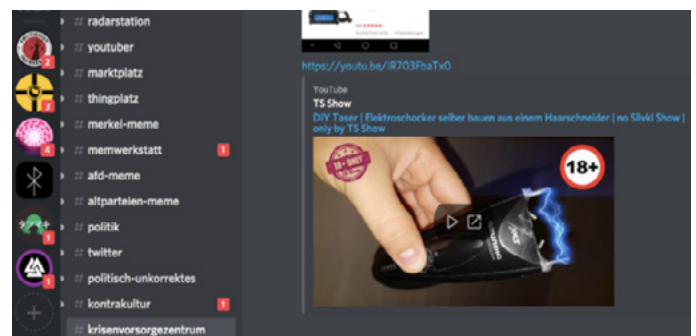 radarstation
youtuber
marktplatz
thingplatz
merkel-meme
memwerkstatt 1
afd-meme
altparteien-meme
politik
twitter
politisch-unkorrektes
kontrakultur 1
krisenvorsorgezentrum
2
3
4
1
1
https://youtu.be/IR703FbaTx0
YouTube
TS Show
DIY Taser | Elektroschocker selber bauen aus einem Haarschneider | no Slivki Show |
only by TS Show
18+ ONLY
18+